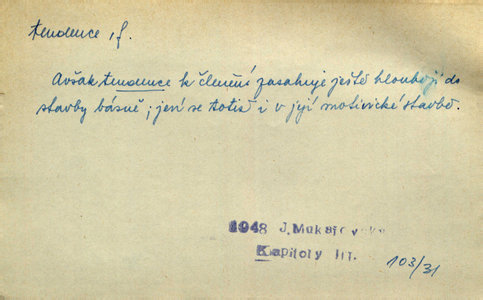 tendence, f.
Avšak tendence k členění zasahuje ještě hlouběji do
stavby básně; jeví se totiž i v její motivické stavbě.
1948 J. Mukařovský
Kapitoly III.
103/31